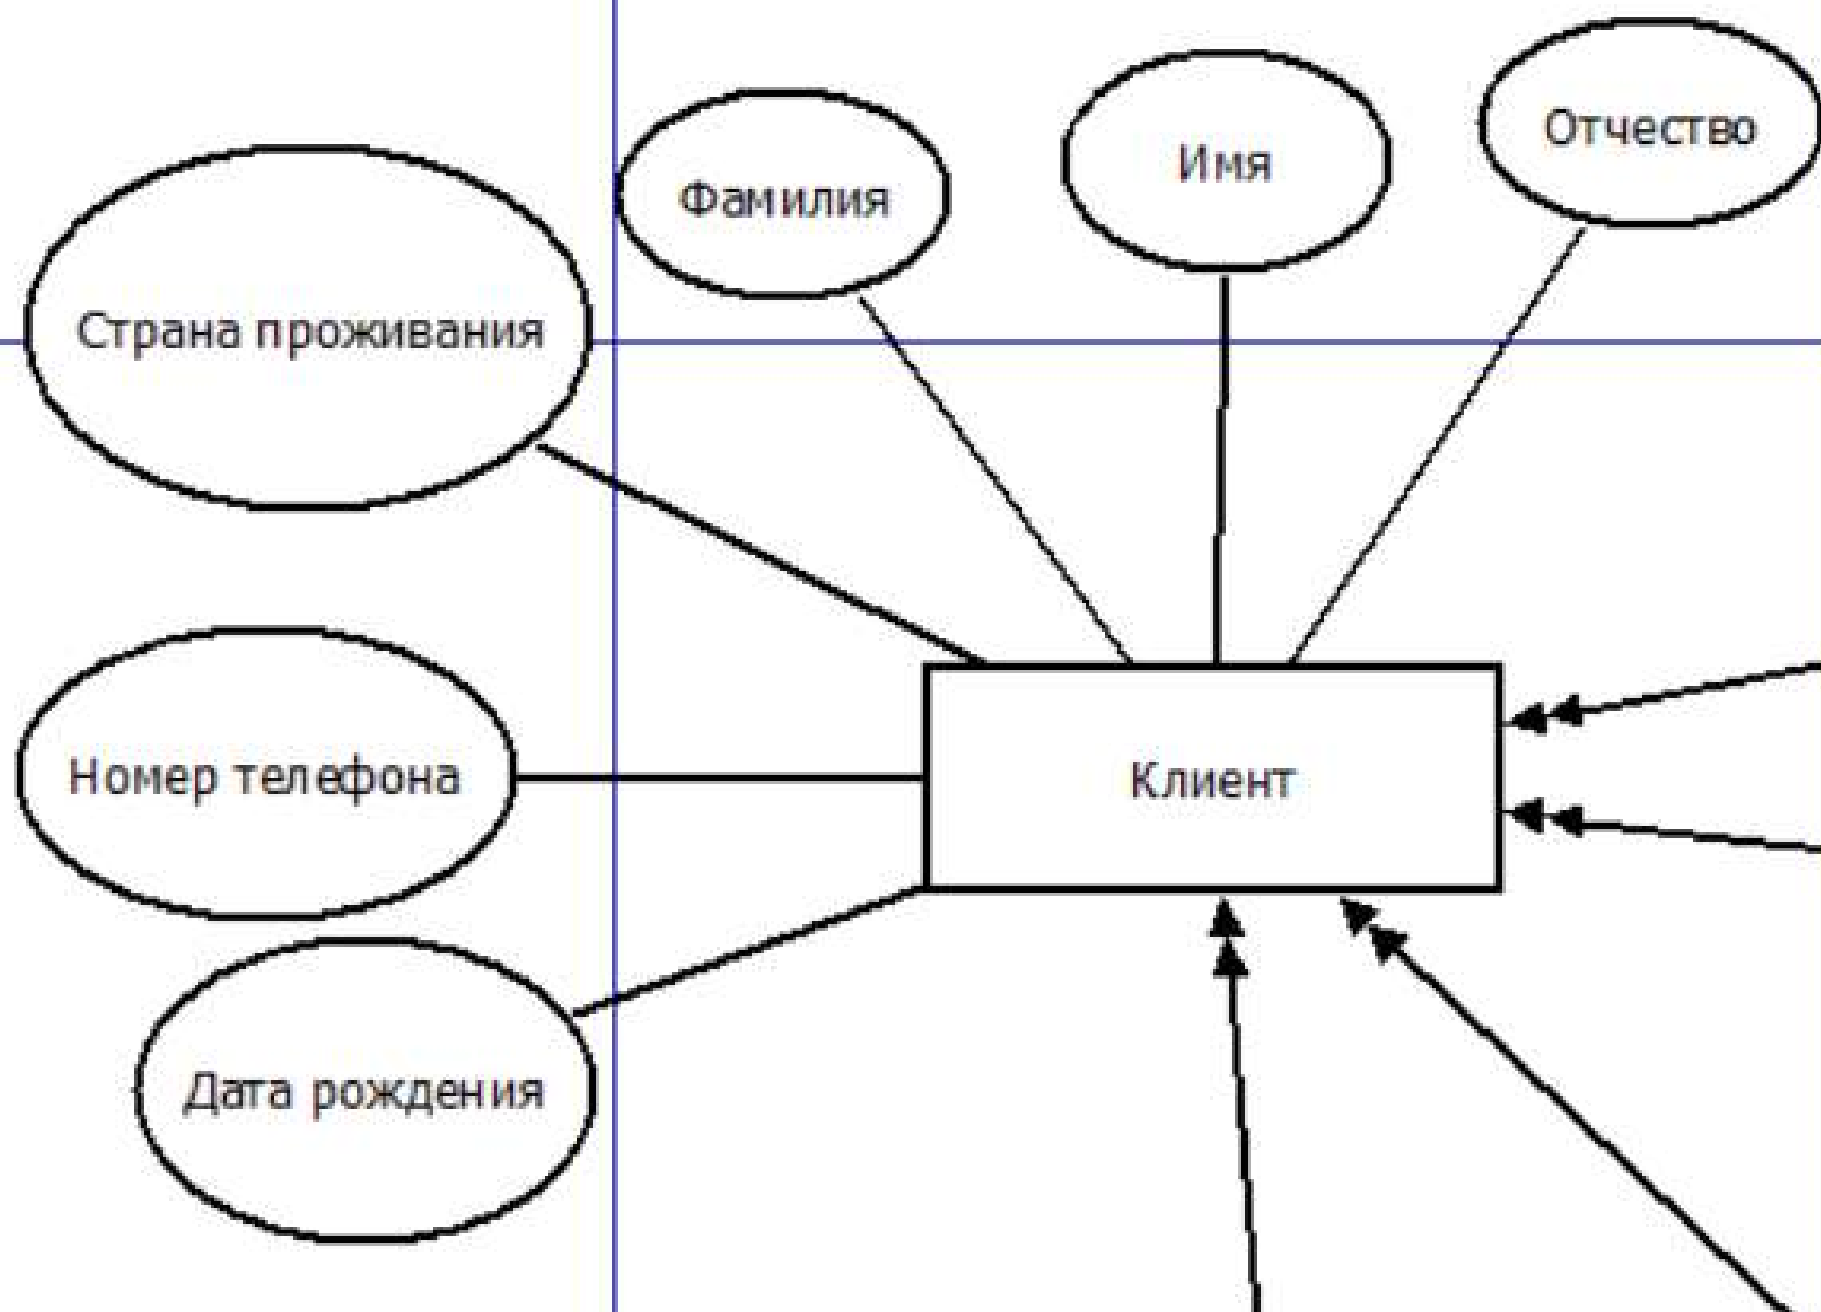 Отчество
Имя
Фамилия
Страна проживания
Номер телефона
Клиент
Дата рождения